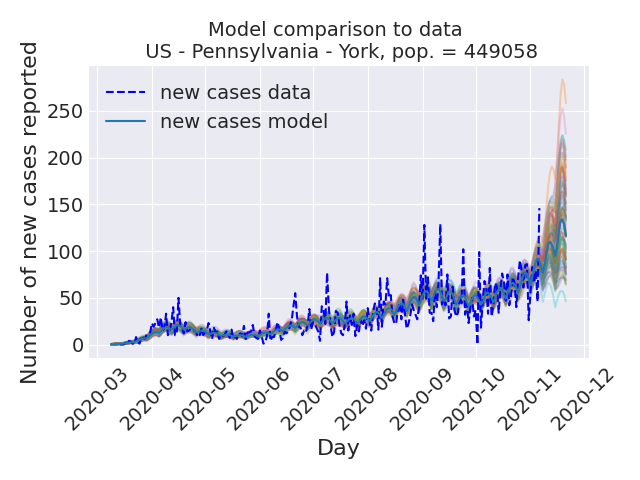 Model comparison to data
US - Pennsylvania - York, pop. = 449058
Number of new cases reported
new cases data
new cases model
250
200
150
100
50
0
2020-03
2020-04
2020-05
2020-06
2020-07
2020-08
2020-09
2020-10
2020-11
2020-12
Day